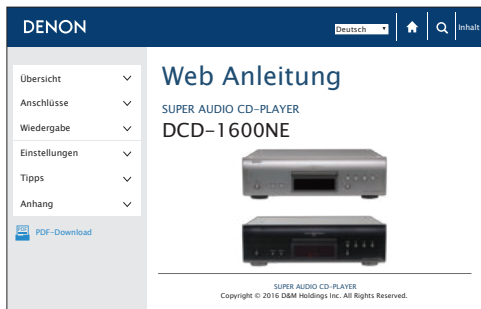 DENON
Deutsch
Inhalt
Übersicht
Anschlüsse
Wiedergabe
Einstellungen
Tipps
Anhang
PDF
PDF-Download
Web Anleitung
SUPER AUDIO CD-PLAYER
DCD-1600NE
SUPER AUDIO CD-PLAYER
Copyright © 2016 D&M Holdings Inc. All Rights Reserved.